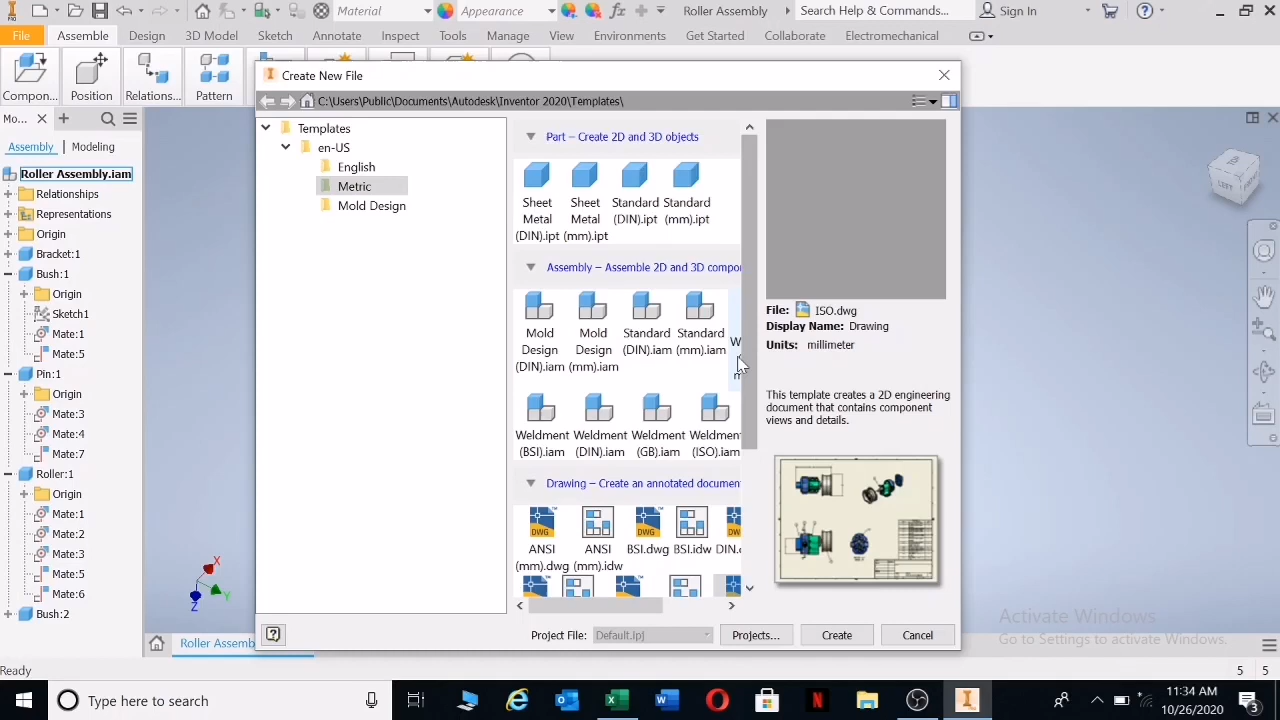 PRO
Material
Appearance
Roller Assembly
Search Help & Commands...
Sign In
File
Assemble
Design
3D Model
Sketch
Annotate
Inspect
Tools
Manage
View
Environments
Get Started
Collaborate
Electromechanical
Compon...
Position
Relations...
Pattern
Create New File
C:\Users\Public\Documents\Autodesk\Inventor 2020\Templates\
Mo...
Assembly
Modeling
Roller Assembly.iam
Relationships
Representations
Origin
Bracket:1
Bush:1
Origin
Sketch1
Mate:1
Mate:5
Pin:1
Origin
Mate:3
Mate:4
Mate:7
Roller:1
Origin
Mate:1
Mate:2
Mate:3
Mate:5
Mate:6
Bush:2
Templates
en-US
English
Metric
Mold Design
Part – Create 2D and 3D objects
Sheet Metal (DIN).ipt
Sheet Metal (mm).ipt
Standard (DIN).ipt
Standard (mm).ipt
Assembly – Assemble 2D and 3D compo
Mold Design (DIN).iam
Mold Design (mm).iam
Standard (DIN).iam
Standard (mm).iam
W
m
Weldment (BSI).iam
Weldment (DIN).iam
Weldment (GB).iam
Weldment (ISO).iam
Drawing – Create an annotated document
DWG
DWG
ANSI (mm).dwg
ANSI (mm).idw
BSI.dwg
BSI.idw
DIN.d
File: ISO.dwg
Display Name: Drawing
Units: millimeter
This template creates a 2D engineering
document that contains component
views and details.
Project File:
Default.ipj
Projects...
Create
Cancel
X
Y
Z
Activate Windows
Go to Settings to activate Windows.
Roller Assemb
Ready
5
5
Type here to search
11:34 AM
10/26/2020
3